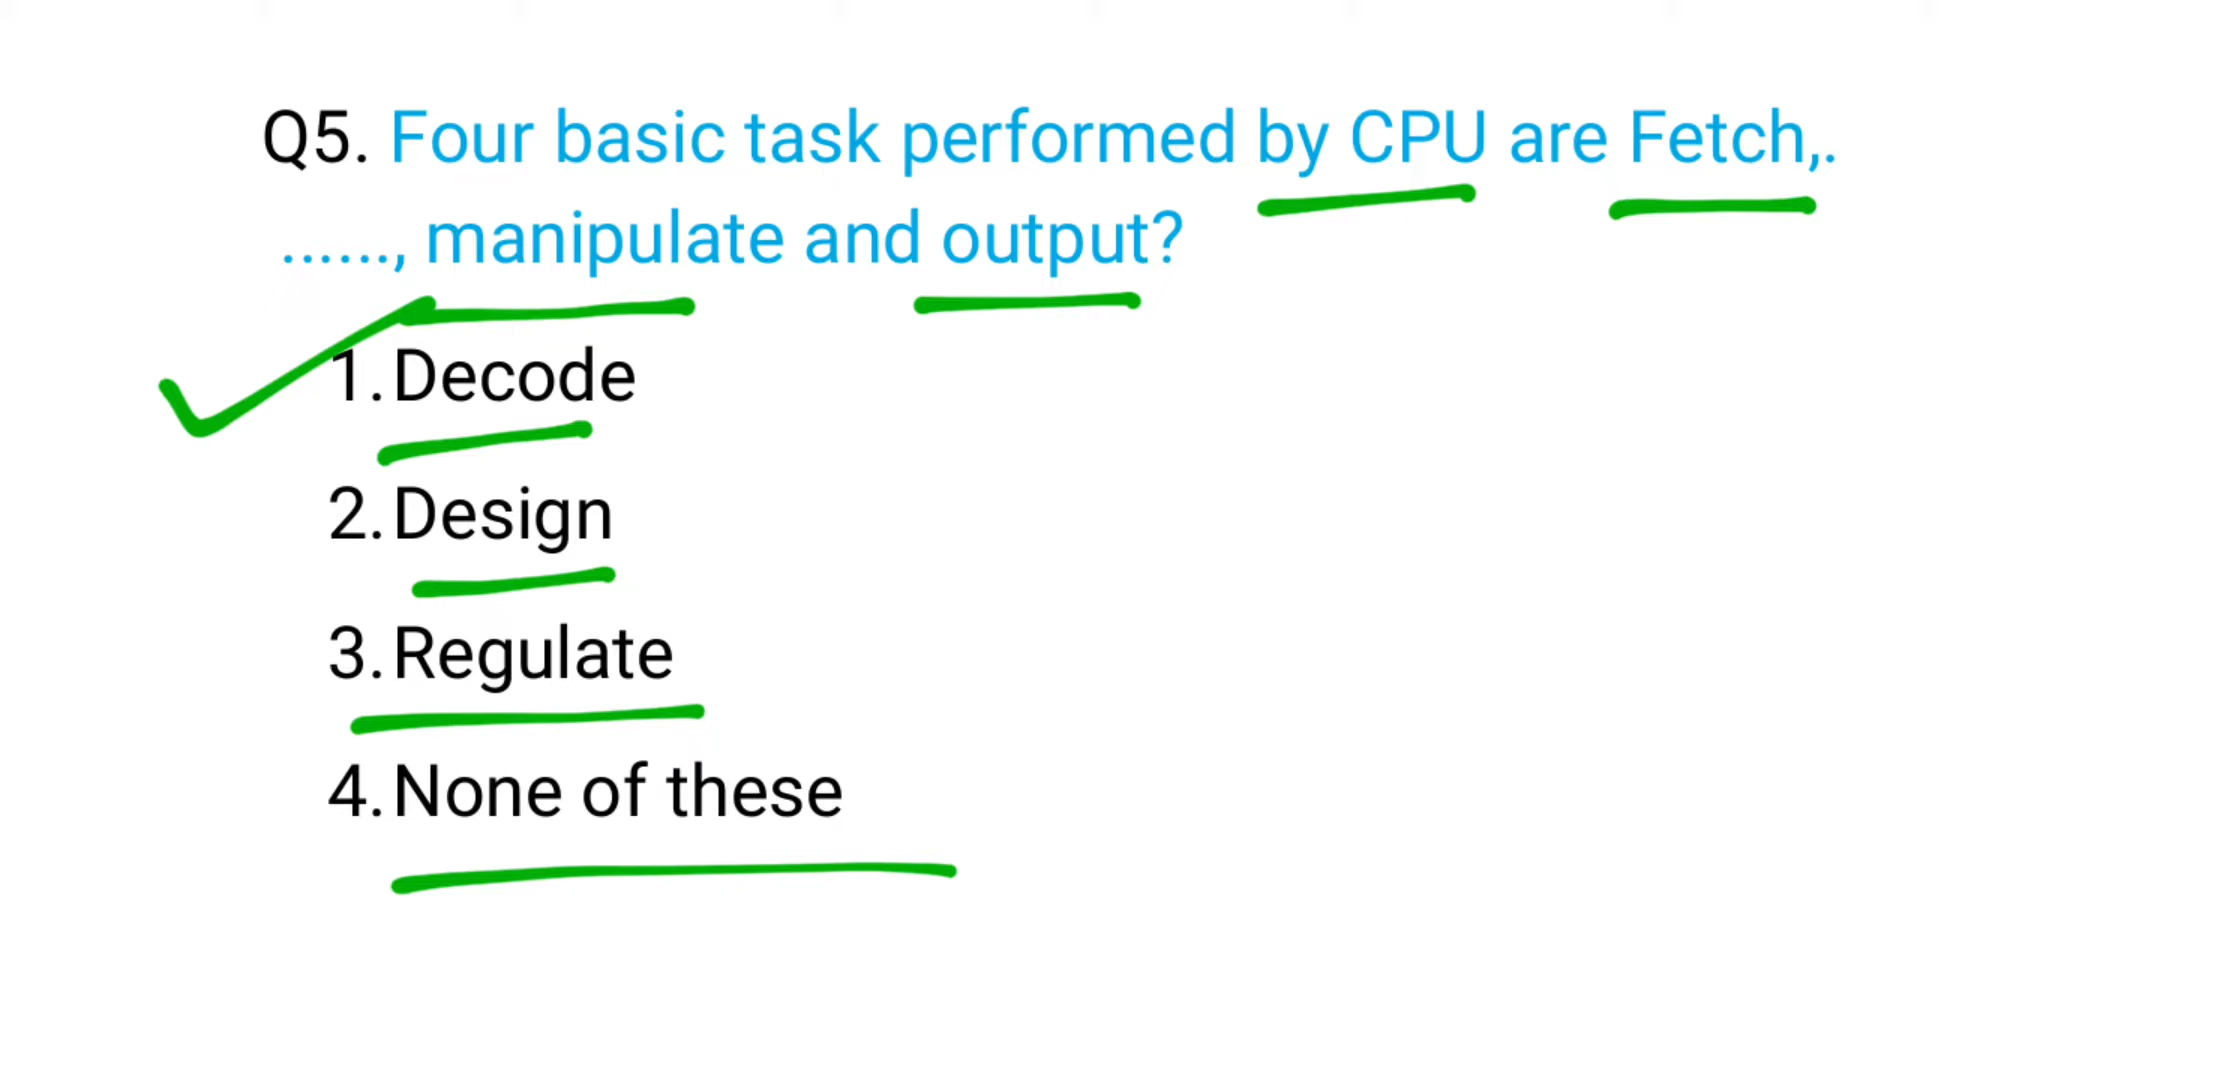 Q5. Four basic task performed by CPU are Fetch,.
......, manipulate and output?
1. Decode
2. Design
3. Regulate
4. None of these